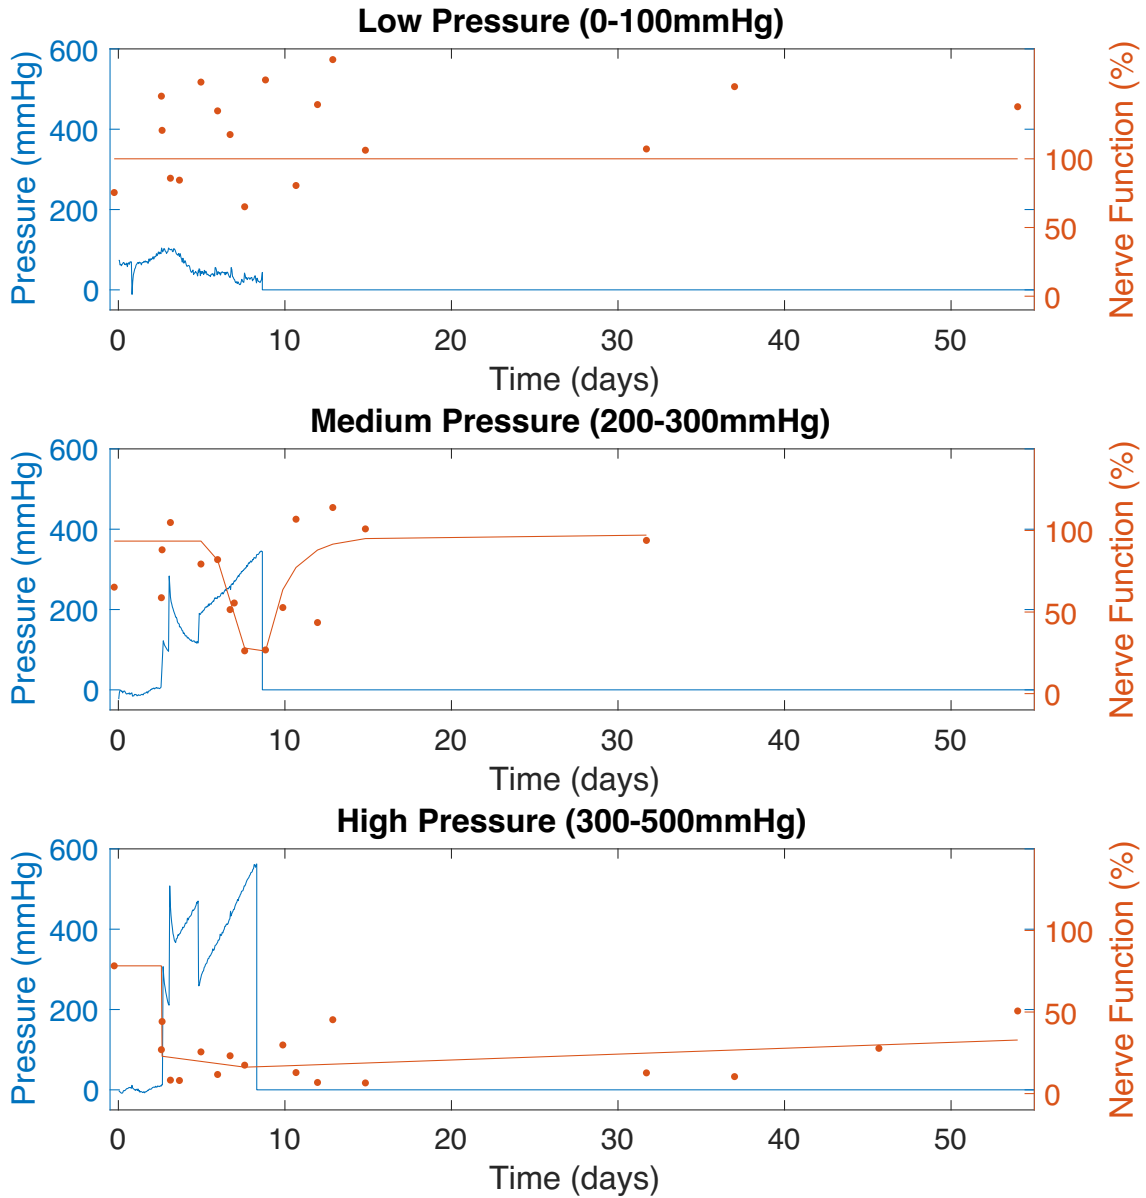 Low Pressure (0-100mmHg)
Pressure (mmHg)
600
400
200
0
Nerve Function (%)
100
50
0
0 10 20 30 40 50
Time (days)
Medium Pressure (200-300mmHg)
Pressure (mmHg)
600
400
200
0
Nerve Function (%)
100
50
0
0 10 20 30 40 50
Time (days)
High Pressure (300-500mmHg)
Pressure (mmHg)
600
400
200
0
Nerve Function (%)
100
50
0
0 10 20 30 40 50
Time (days)